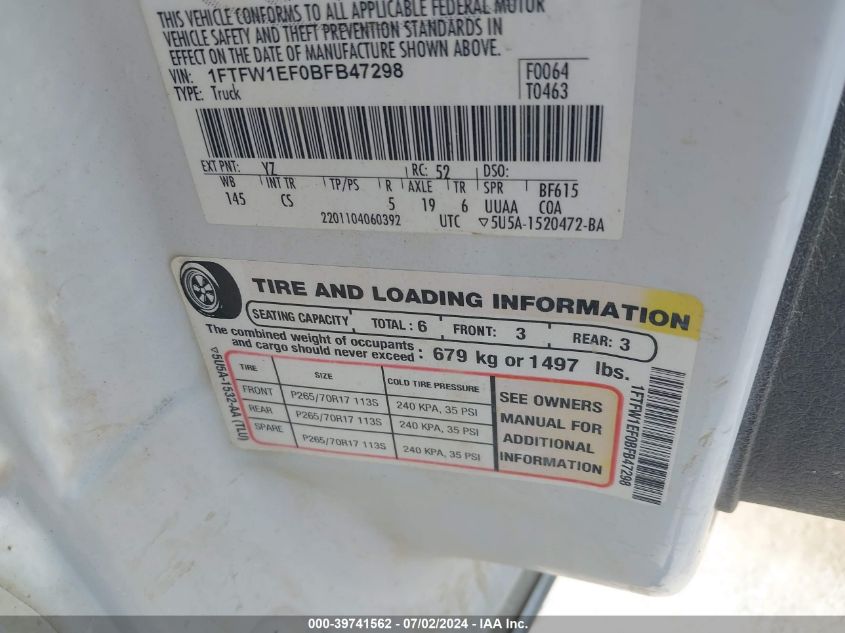 THIS VEHICLE CONFORMS TO ALL APPLICABLE FEDERAL MOTOR
VEHICLE SAFETY AND THEFT PREVENTION STANDARDS IN
EFFECT ON THE DATE OF MANUFACTURE SHOWN ABOVE.
VIN: 1FTFW1EF0BFB47298
TYPE: Truck
F0064
T0463
EXT PNT: YZ RC: 52 DSO:
WB INT TR TP/PS R AXLE TR SPR BF615
145 CS 5 19 6 UUAA COA
2201104060392 UTC ▽5U5A-1520472-BA
TIRE AND LOADING INFORMATION
SEATING CAPACITY TOTAL : 6 FRONT: 3 REAR: 3
The combined weight of occupants
and cargo should never exceed : 679 kg or 1497 lbs.
TIRE SIZE COLD TIRE PRESSURE
FRONT P265/70R17 113S 240 KPA, 35 PSI
REAR P265/70R17 113S 240 KPA, 35 PSI
SPARE P265/70R17 113S 240 KPA, 35 PSI
SEE OWNERS
MANUAL FOR
ADDITIONAL
INFORMATION
▽5U5A-1532-AA (TLU)
1FTFW1EF0BFB47298
000-39741562 - 07/02/2024 - IAA Inc.